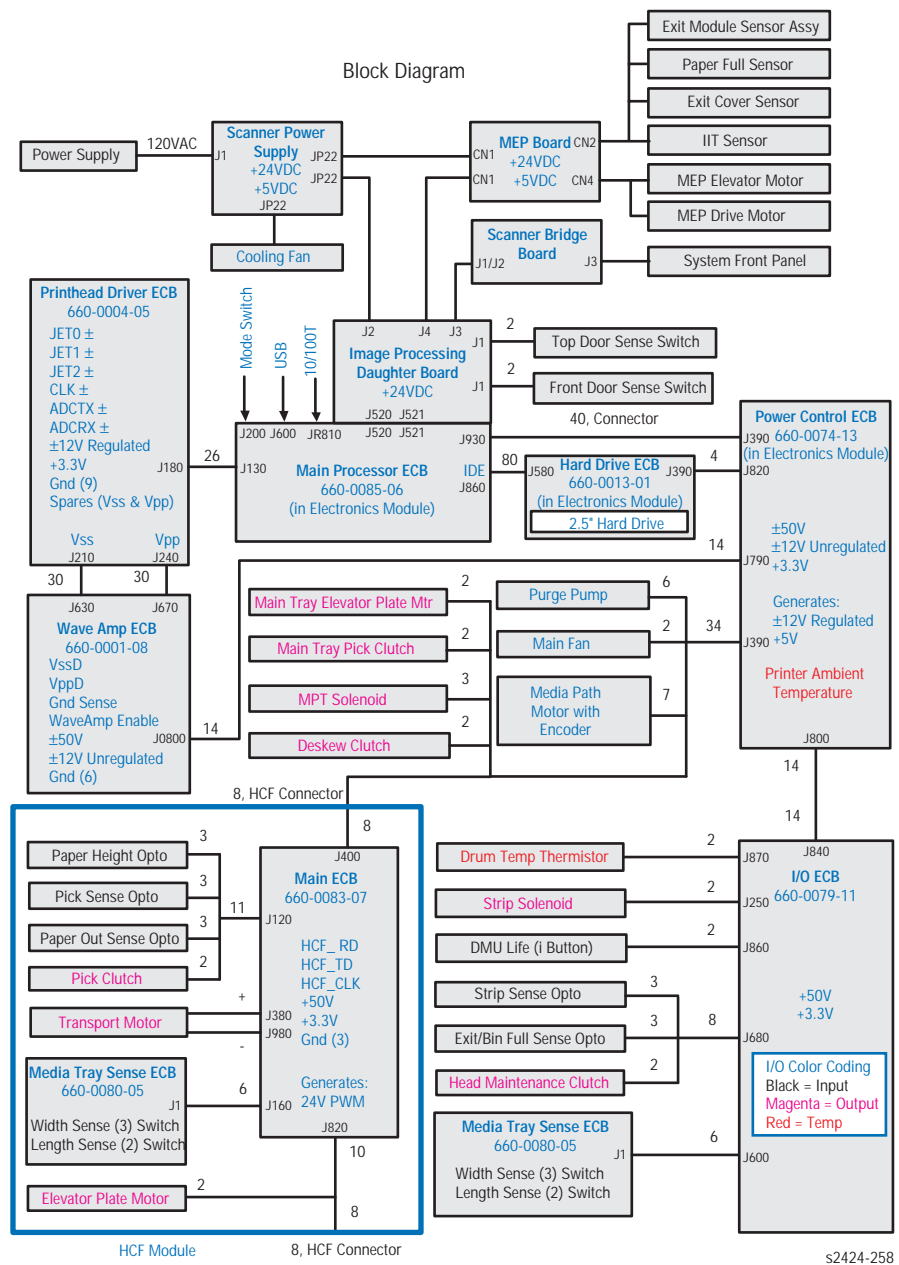 Block Diagram
Exit Module Sensor Assy
Paper Full Sensor
Exit Cover Sensor
IIT Sensor
MEP Elevator Motor
MEP Drive Motor
System Front Panel
Power Supply
120VAC
Scanner Power
Supply
+24VDC
+5VDC
J1
JP22
JP22
JP22
Cooling Fan
MEP Board
+24VDC
+5VDC
CN1
CN1
CN2
CN4
Scanner Bridge
Board
J1/J2
J3
Printhead Driver ECB
660-0004-05
JET0 ±
JET1 ±
JET2 ±
CLK ±
ADCTX ±
ADCRX ±
±12V Regulated
+3.3V
Gnd (9)
Spares (Vss & Vpp)
J180
Vss
Vpp
J210
J240
26
30
30
Mode Switch
USB
10/100T
J2
J4
J3
J1
J1
Image Processing
Daughter Board
+24VDC
J520
J521
2
Top Door Sense Switch
2
Front Door Sense Switch
40, Connector
J200
J600
JR810
J520
J521
J930
J130
Main Processor ECB
660-0085-06
(in Electronics Module)
IDE
J860
80
J580
Hard Drive ECB
J390
660-0013-01
(in Electronics Module)
2.5" Hard Drive
4
Power Control ECB
660-0074-13
(in Electronics Module)
J390
J820
±50V
±12V Unregulated
+3.3V
J790
Generates:
±12V Regulated
+5V
J390
Printer Ambient
Temperature
J800
14
34
J630
J670
Wave Amp ECB
660-0001-08
VssD
VppD
Gnd Sense
WaveAmp Enable
±50V
±12V Unregulated
Gnd (6)
J0800
14
Main Tray Elevator Plate Mtr
2
Main Tray Pick Clutch
2
MPT Solenoid
3
Deskew Clutch
2
Purge Pump
6
Main Fan
2
Media Path
Motor with
Encoder
7
8, HCF Connector
8
Paper Height Opto
3
Pick Sense Opto
3
Paper Out Sense Opto
3
Pick Clutch
2
11
Transport Motor
+
-
J400
Main ECB
660-0083-07
J120
HCF_ RD
HCF_TD
HCF_CLK
+50V
+3.3V
Gnd (3)
J380
J980
Generates:
24V PWM
J160
J820
Media Tray Sense ECB
660-0080-05
J1
Width Sense (3) Switch
Length Sense (2) Switch
6
10
Elevator Plate Motor
2
8
HCF Module
8, HCF Connector
14
14
J840
I/O ECB
660-0079-11
J870
J250
J860
J680
J600
+50V
+3.3V
I/O Color Coding
Black = Input
Magenta = Output
Red = Temp
Drum Temp Thermistor
2
Strip Solenoid
2
DMU Life (i Button)
2
Strip Sense Opto
3
Exit/Bin Full Sense Opto
3
Head Maintenance Clutch
2
8
Media Tray Sense ECB
660-0080-05
J1
Width Sense (3) Switch
Length Sense (2) Switch
6
s2424-258